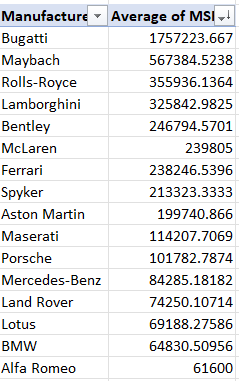 Manufacture Average of MSI
Bugatti 1757223.667
Maybach 567384.5238
Rolls-Royce 355936.1364
Lamborghini 325842.9825
Bentley 246794.5701
McLaren 239805
Ferrari 238246.5396
Spyker 213323.3333
Aston Martin 199740.866
Maserati 114207.7069
Porsche 101782.7874
Mercedes-Benz 84285.18182
Land Rover 74250.10714
Lotus 69188.27586
BMW 64830.50956
Alfa Romeo 61600